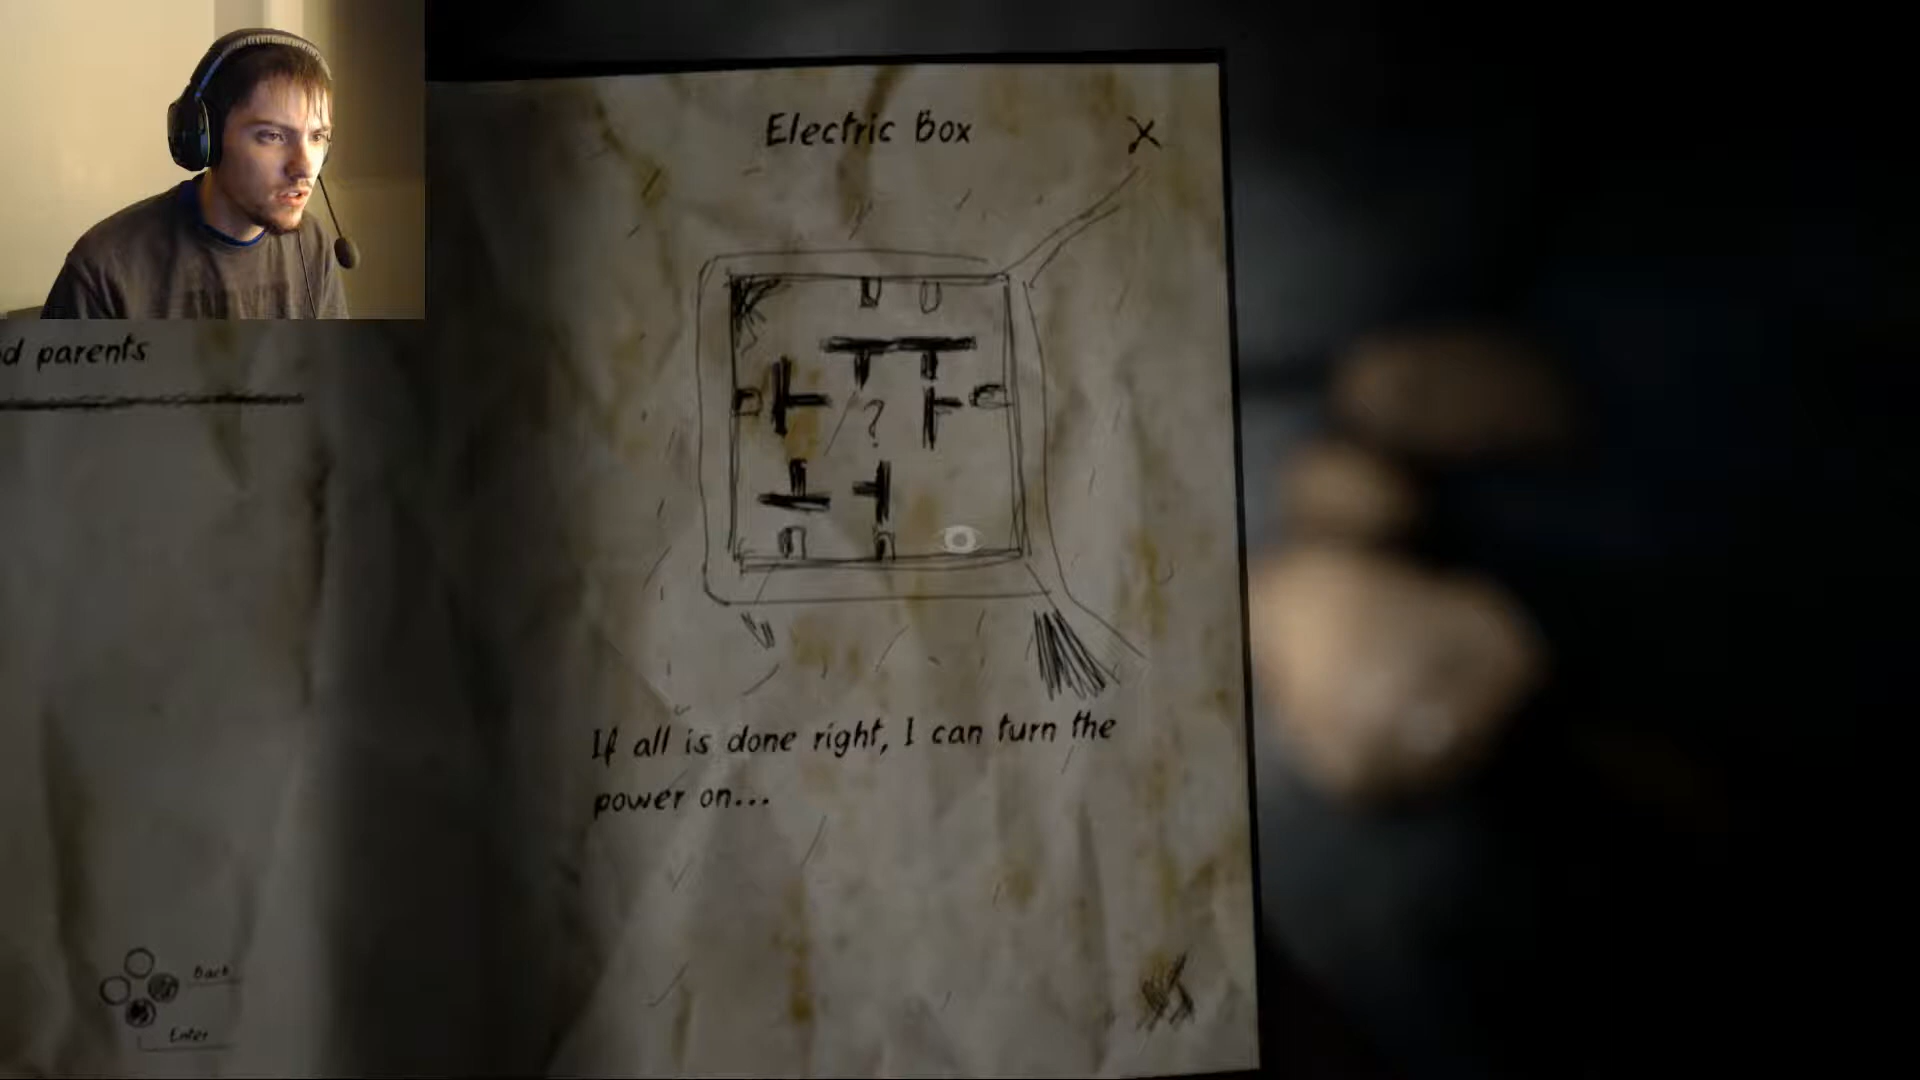 Electric Box
X
d parents
?
If all is done right, I can turn the
power on...
Back
Enter